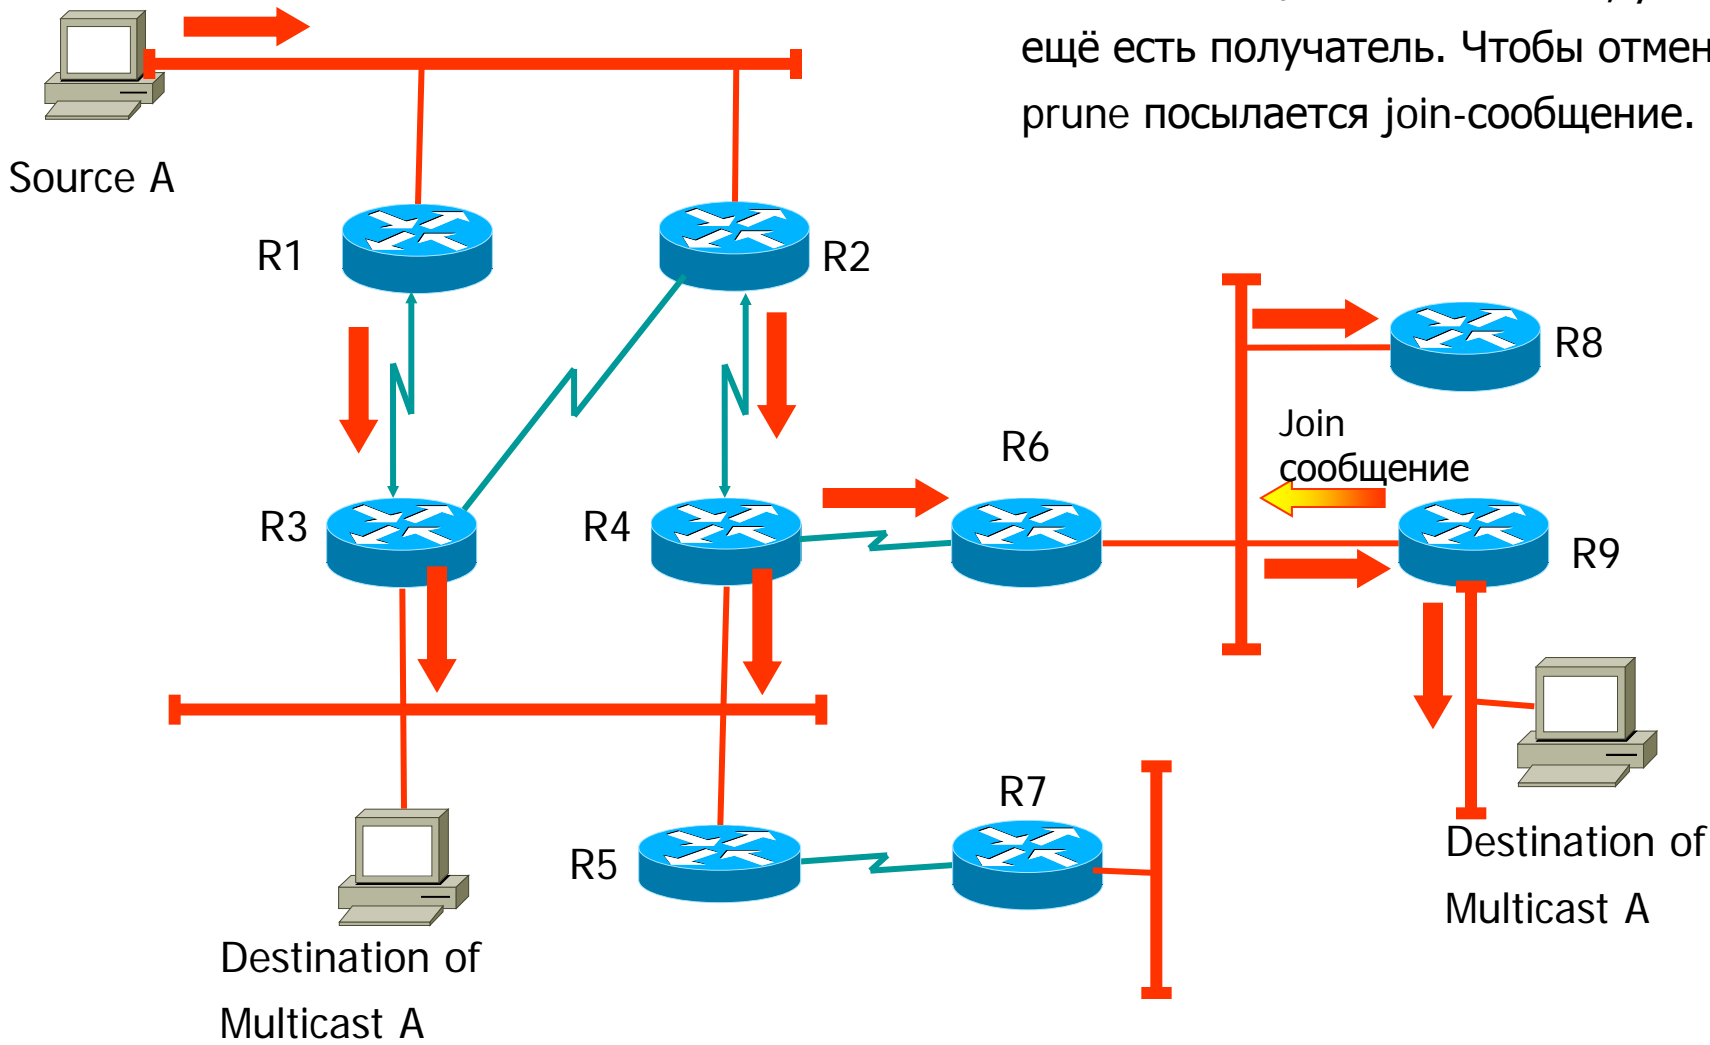 ещё есть получатель. Чтобы
prune посылается join-сообщение.
Source A
R1
R2
R8
Join
сообщение
R6
R3
R4
R9
R7
R5
Destination of
Multicast A
Destination of
Multicast A